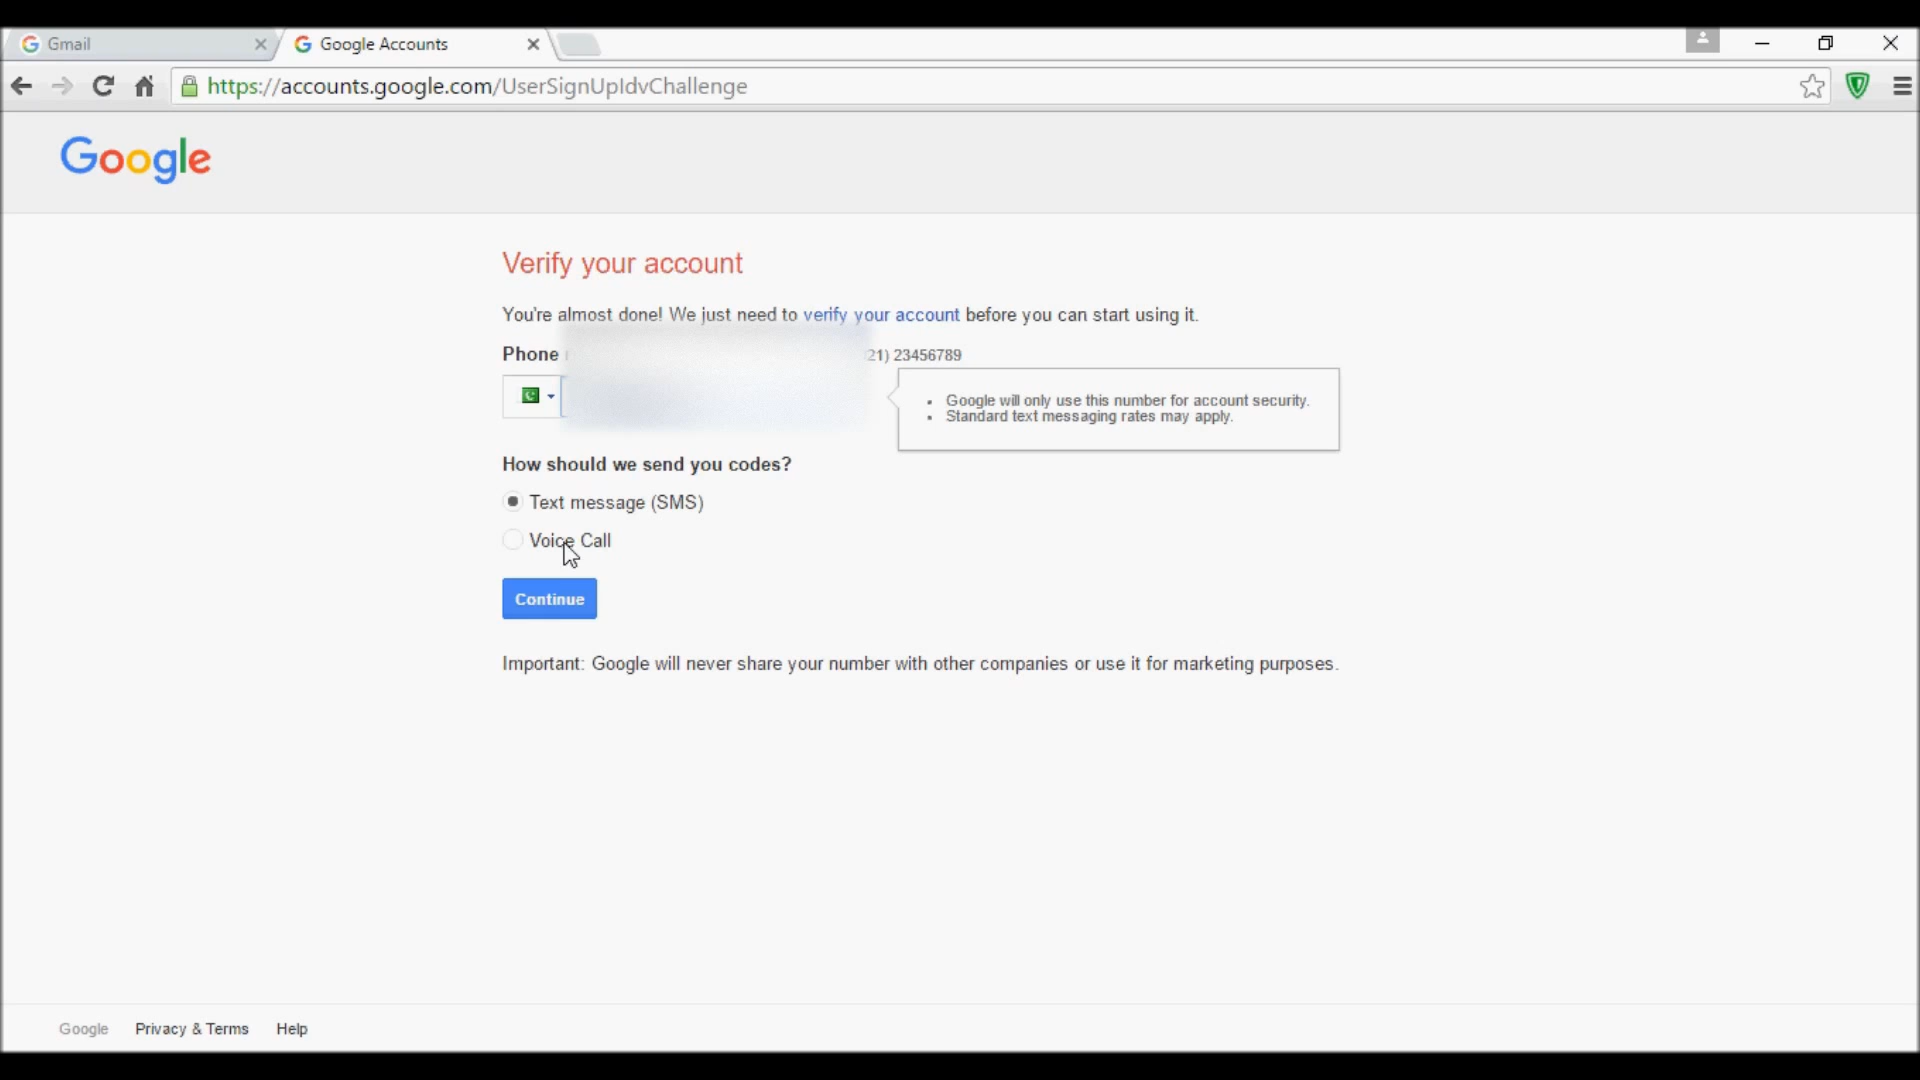 Gmail
Google Accounts
https://accounts.google.com/UserSignUpIdvChallenge
Google
Verify your account
You're almost done! We just need to verify your account before you can start using it.
Phone 21) 23456789
Google will only use this number for account security.
Standard text messaging rates may apply.
How should we send you codes?
Text message (SMS)
Voice Call
Continue
Important: Google will never share your number with other companies or use it for marketing purposes.
Google Privacy & Terms Help